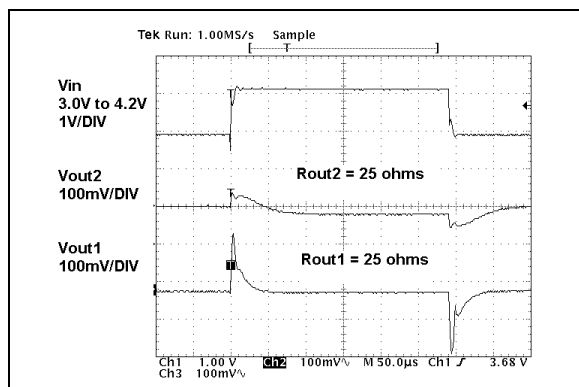 Tek Run: 1.00MS/s Sample
T
Vin
3.0V to 4.2V
1V/DIV
Vout2
100mV/DIV
Rout2 = 25 ohms
Vout1
100mV/DIV
Rout1 = 25 ohms
T
Ch1 1.00 V Ch2 100mV∿ M 50.0µs Ch1 ƒ 3.68 V
Ch3 100mV∿